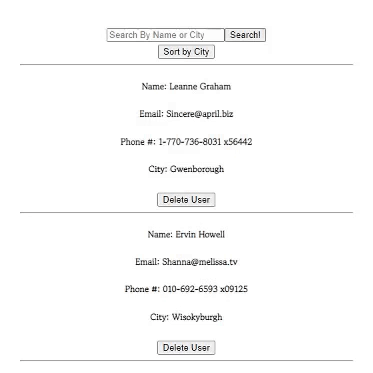 Search By Name or City Search!
Sort by City
Name: Leanne Graham
Email: Sincere@april.biz
Phone #: 1-770-736-8031 x56442
City: Gwenborough
Delete User
Name: Ervin Howell
Email: Shanna@melissa.tv
Phone #: 010-692-6593 x09125
City: Wisokyburgh
Delete User